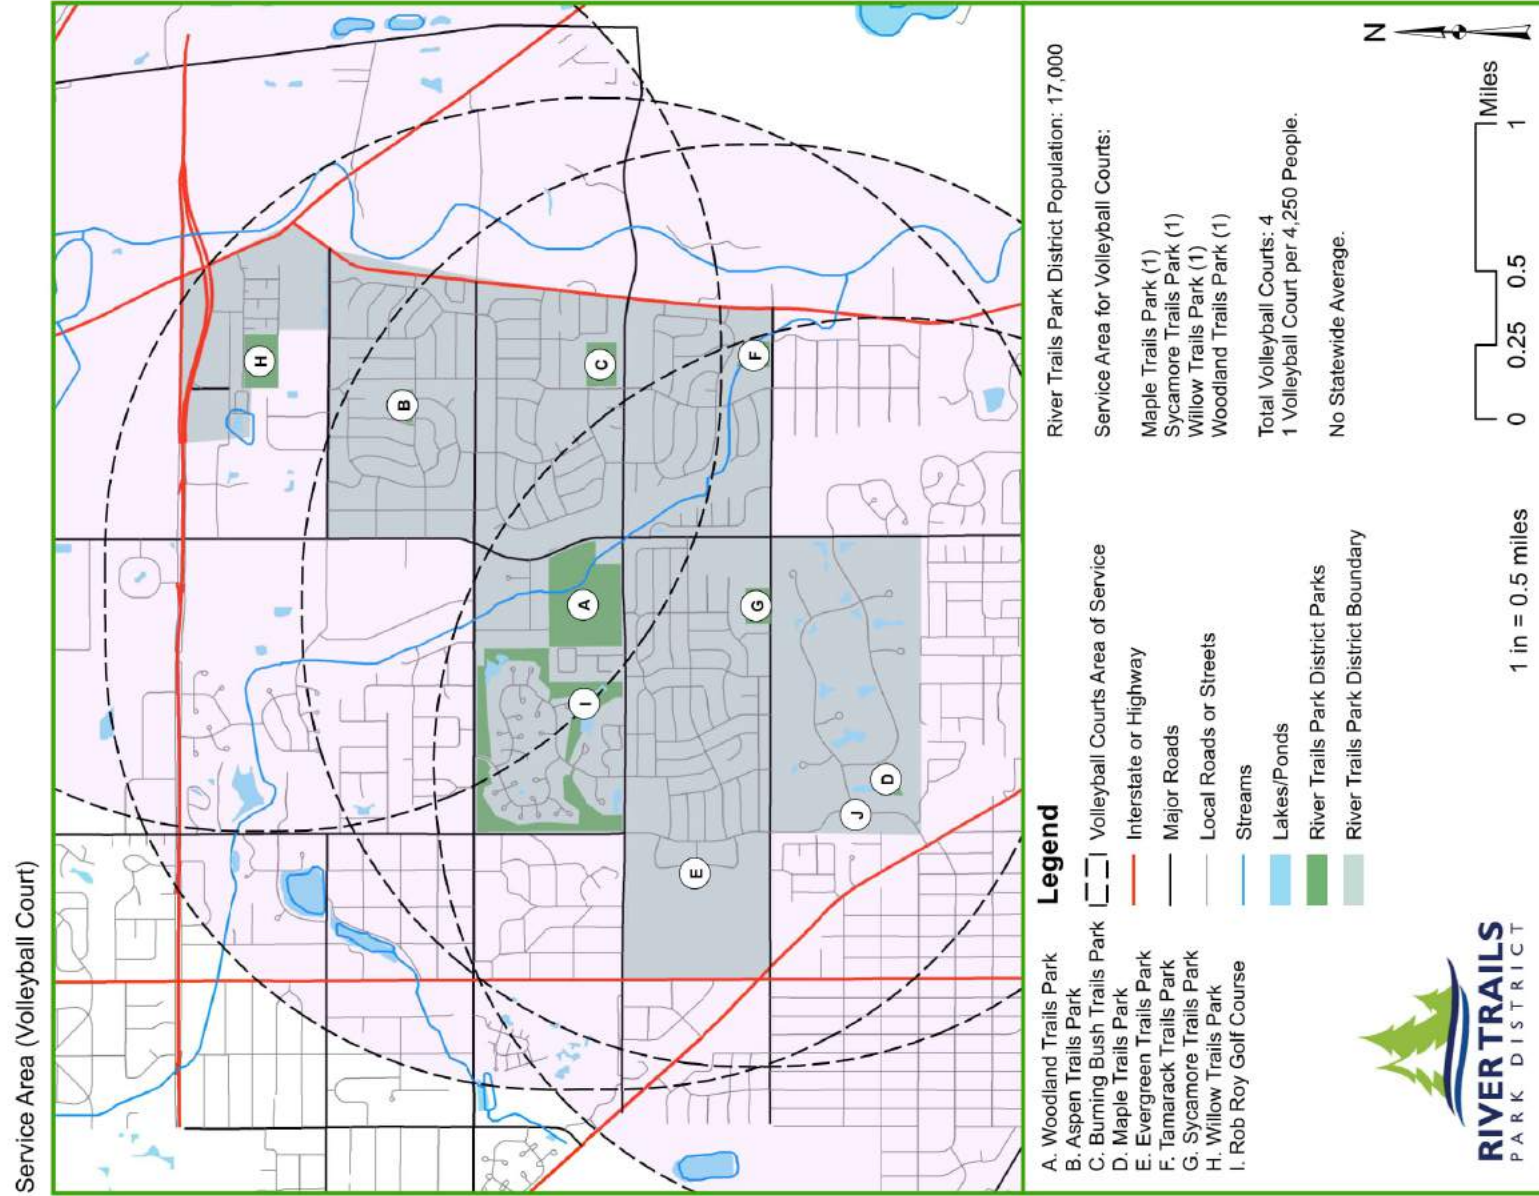 Service Area (Volleyball Court)
H
B
C
F
A
G
I
D
J
E
Legend
A. Woodland Trails Park
B. Aspen Trails Park
C. Burning Bush Trails Park
D. Maple Trails Park
E. Evergreen Trails Park
F. Tamarack Trails Park
G. Sycamore Trails Park
H. Willow Trails Park
I. Rob Roy Golf Course
Volleyball Courts Area of Service
Interstate or Highway
Major Roads
Local Roads or Streets
Streams
Lakes/Ponds
River Trails Park District Parks
River Trails Park District Boundary
River Trails Park District Population: 17,000
Service Area for Volleyball Courts:
Maple Trails Park (1)
Sycamore Trails Park (1)
Willow Trails Park (1)
Woodland Trails Park (1)
Total Volleyball Courts: 4
1 Volleyball Court per 4,250 People.
No Statewide Average.
RIVER TRAILS
PARK DISTRICT
1 in = 0.5 miles
0 0.25 0.5 1
Miles
N